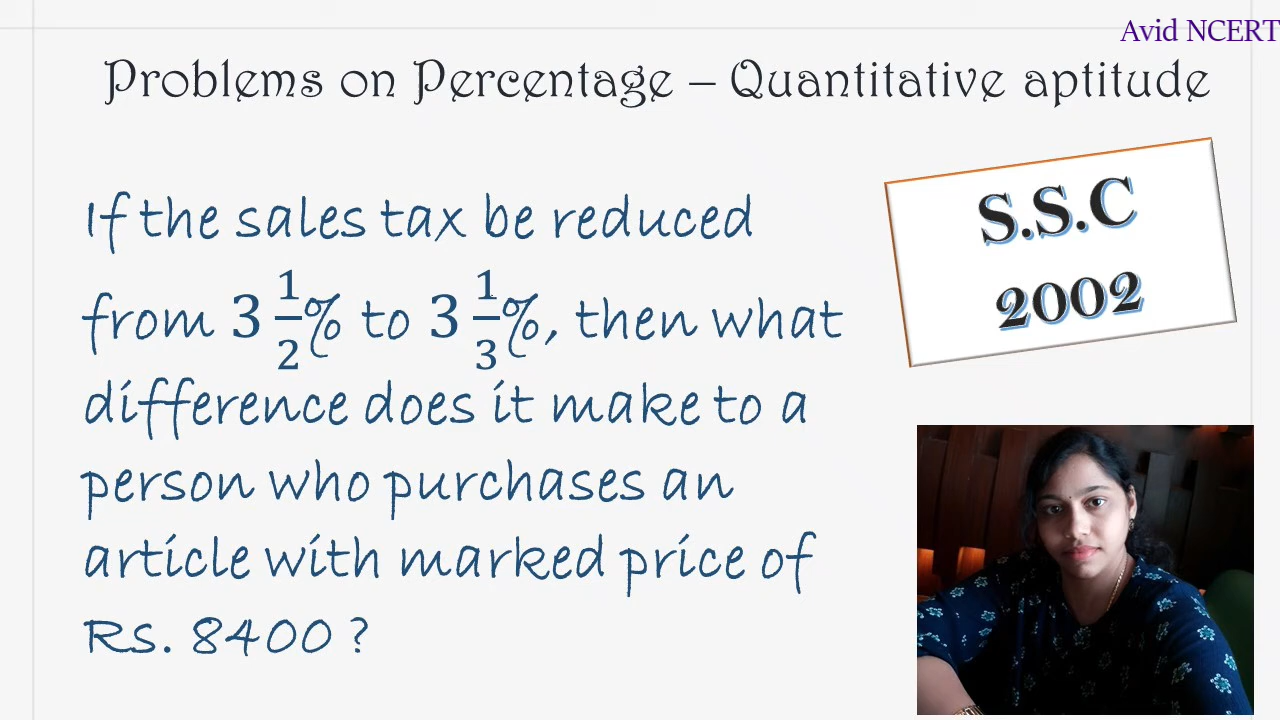 Avid NCERT
Problems on Percentage – Quantitative aptitude
S.S.C
2002
If the sales tax be reduced
from 3 1/2% to 3 1/3%, then what
difference does it make to a
person who purchases an
article with marked price of
Rs. 8400 ?